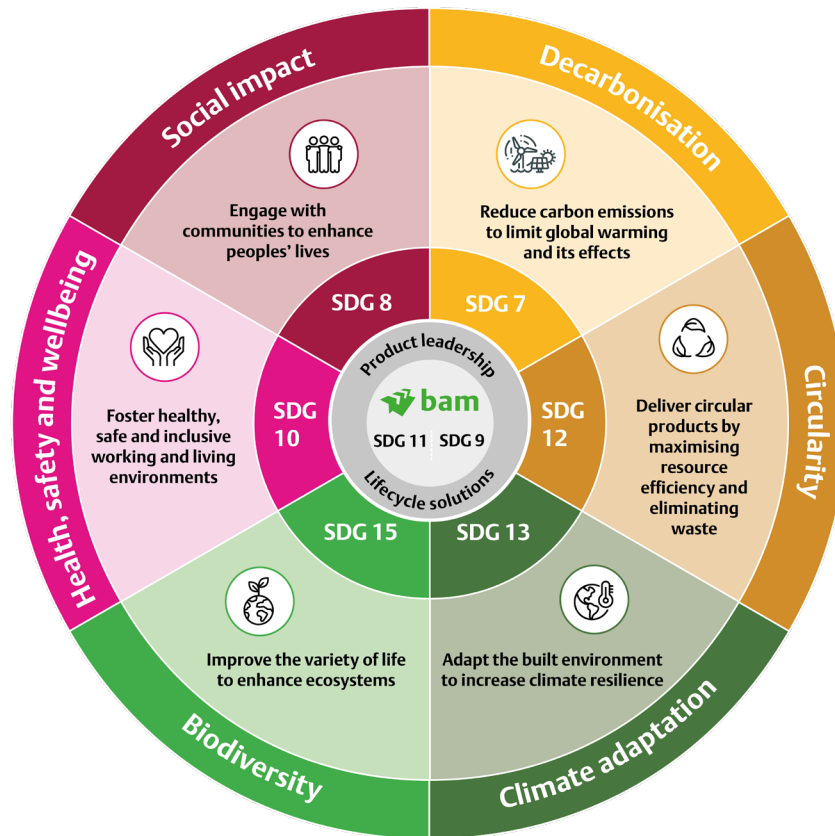 Social impact
Engage with
communities to enhance
peoples' lives
SDG 8
Decarbonisation
Reduce carbon emissions
to limit global warming
and its effects
SDG 7
Circularity
Deliver circular
products by
maximising
resource
efficiency and
eliminating
waste
SDG
12
Climate adaptation
Adapt the built environment
to increase climate resilience
SDG 13
Biodiversity
Improve the variety of life
to enhance ecosystems
SDG 15
Health, safety and wellbeing
Foster healthy,
safe and inclusive
working and living
environments
SDG
10
Product leadership
bam
SDG 11 SDG 9
Lifecycle solutions